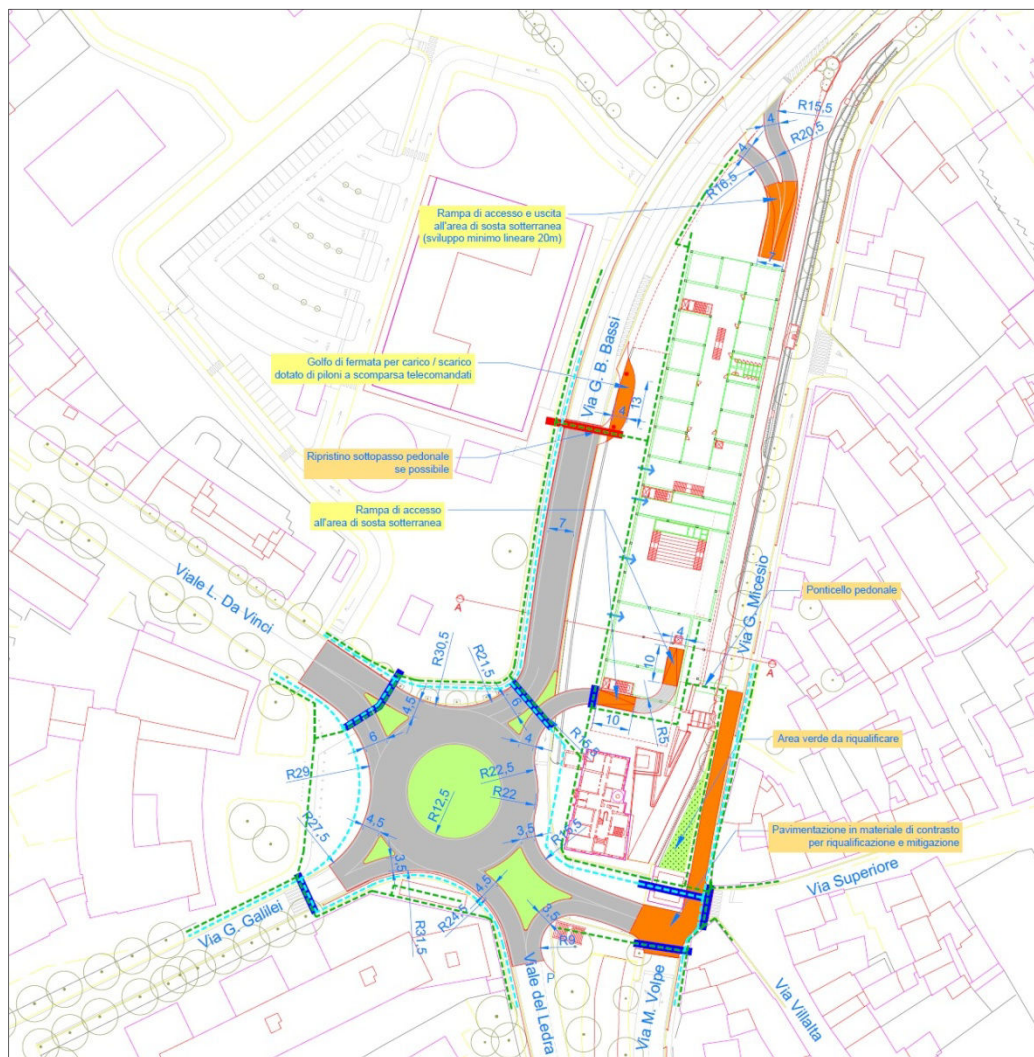 R15,5
4
R20,5
4
R16,5
Rampa di accesso e uscita
all'area di sosta sotterranea
(sviluppo minimo lineare 20m)
7
Via G. B. Bassi
Golfo di fermata per carico / scarico
dotato di piloni a scomparsa telecomandati
13
4
Ripristino sottopasso pedonale
se possibile
Rampa di accesso
all'area di sosta sotterranea
7
Viale L. Da Vinci
Via G. Micesio
Ponticello pedonale
A
4
10
A
R30,5
R21,5
4,5
6
6
4
10
R5
Area verde da riqualificare
R29
R22,5
R22
R12,5
R27,5
4,5
3,5
3,5
Pavimentazione in materiale di contrasto
per riqualificazione e mitigazione
Via Superiore
4,5
R24,5
R31,5
3,5
R9
Via G. Galilei
P
Viale del Ledra
Via M. Volpe
Via Villalta